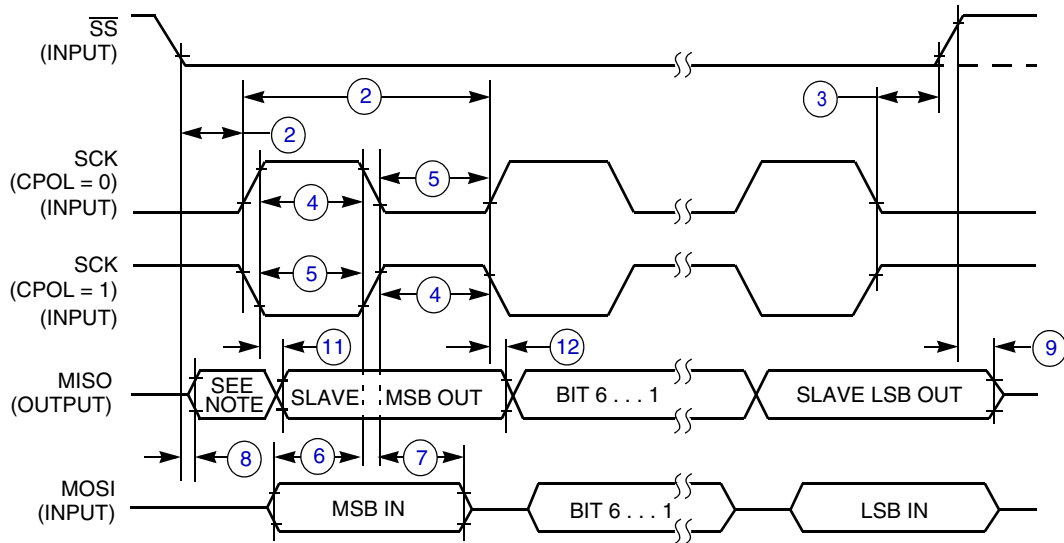 SS
(INPUT)
2
3
2
SCK
(CPOL = 0)
(INPUT)
5
4
SCK
(CPOL = 1)
(INPUT)
5
4
11
12
9
MISO
(OUTPUT)
SEE
NOTE
SLAVE
MSB OUT
BIT 6 . . . 1
SLAVE LSB OUT
8
6
7
MOSI
(INPUT)
MSB IN
BIT 6 . . . 1
LSB IN